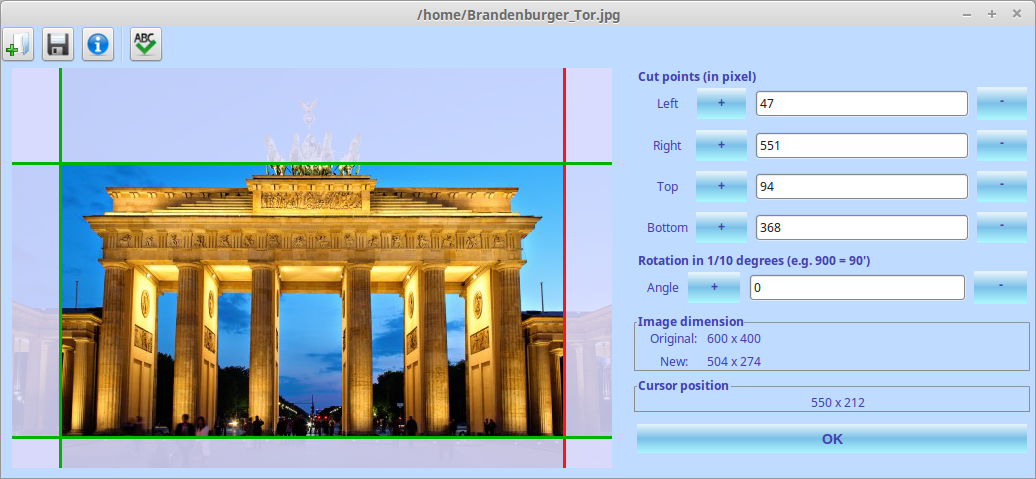 /home/Brandenburger_Tor.jpg
ABC
Cut points (in pixel)
Left + 47 -
Right + 551 -
Top + 94 -
Bottom + 368 -
Rotation in 1/10 degrees (e.g. 900 = 90')
Angle + 0 -
Image dimension
Original: 600 x 400
New: 504 x 274
Cursor position
550 x 212
OK